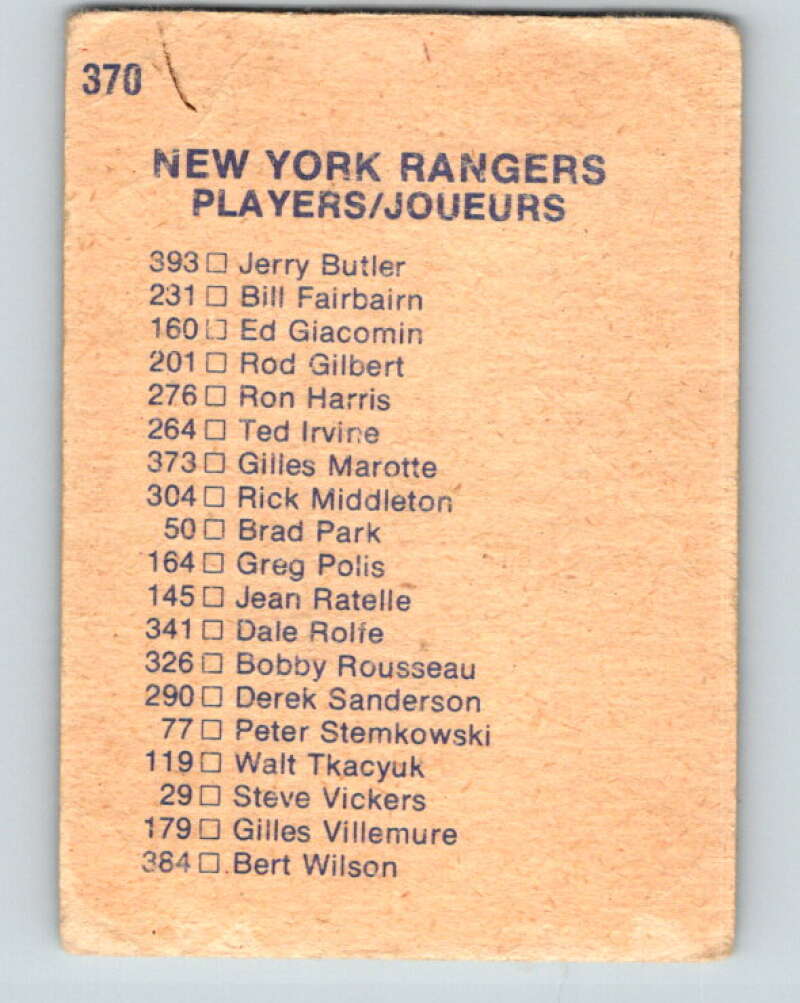 370
NEW YORK RANGERS
PLAYERS/JOUEURS
393 □ Jerry Butler
231 □ Bill Fairbairn
160 □ Ed Giacomin
201 □ Rod Gilbert
276 □ Ron Harris
264 □ Ted Irvine
373 □ Gilles Marotte
304 □ Rick Middleton
50 □ Brad Park
164 □ Greg Polis
145 □ Jean Ratelle
341 □ Dale Rolfe
326 □ Bobby Rousseau
290 □ Derek Sanderson
77 □ Peter Stemkowski
119 □ Walt Tkacyuk
29 □ Steve Vickers
179 □ Gilles Villemure
384 □ Bert Wilson